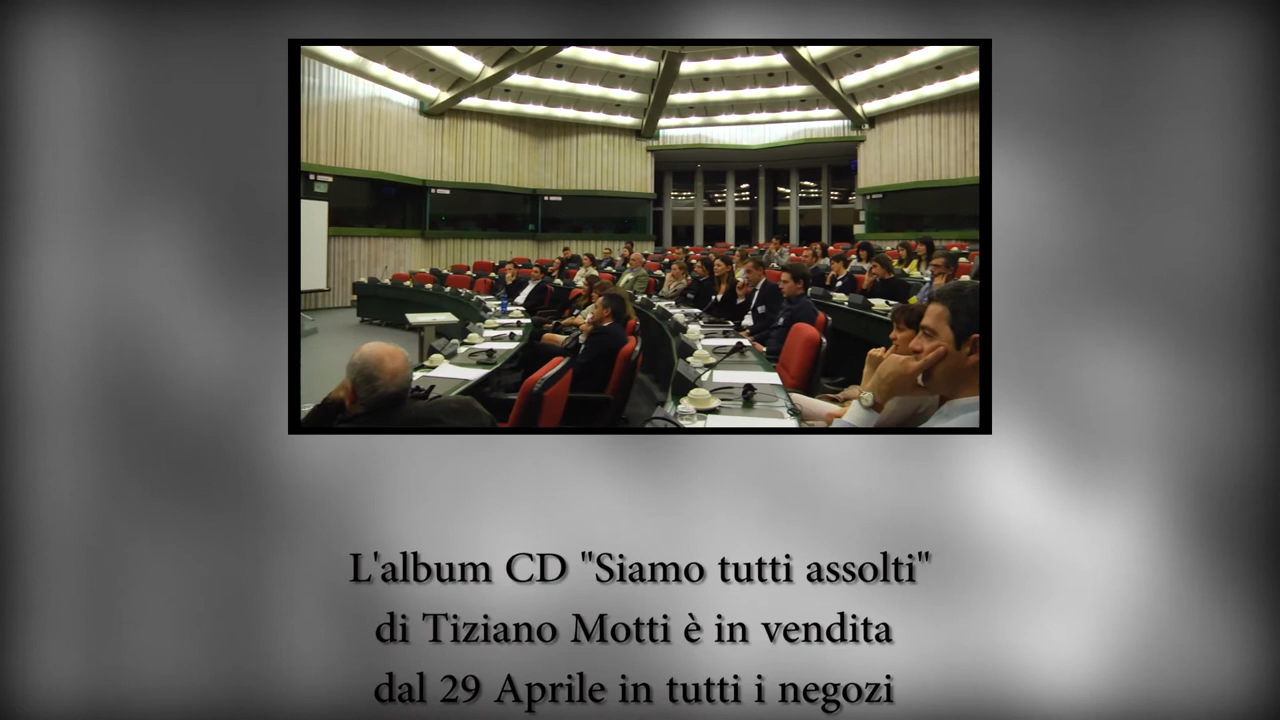 L'album CD "Siamo tutti assolti"
di Tiziano Motti è in vendita
dal 29 Aprile in tutti i negozi